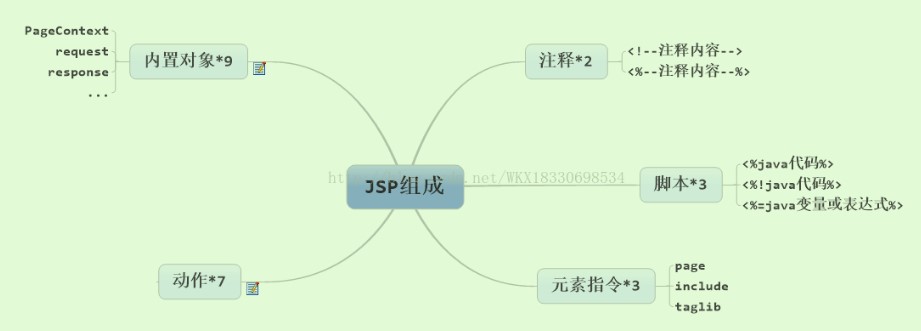 PageContext
request
response
...
内置对象*9
注释*2
<!--注释内容-->
<%--注释内容--%>
JSP组成
.net/WKX18330698534
脚本*3
<%java代码%>
<%!java代码%>
<%=java变量或表达式%>
动作*7
元素指令*3
page
include
taglib